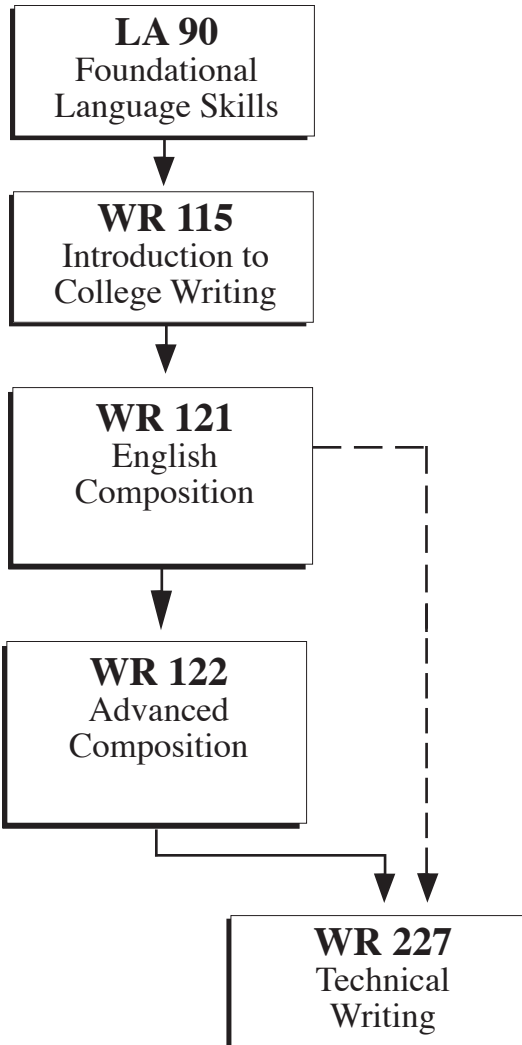 LA 90
Foundational
Language Skills
WR 115
Introduction to
College Writing
WR 121
English
Composition
WR 122
Advanced
Composition
WR 227
Technical
Writing